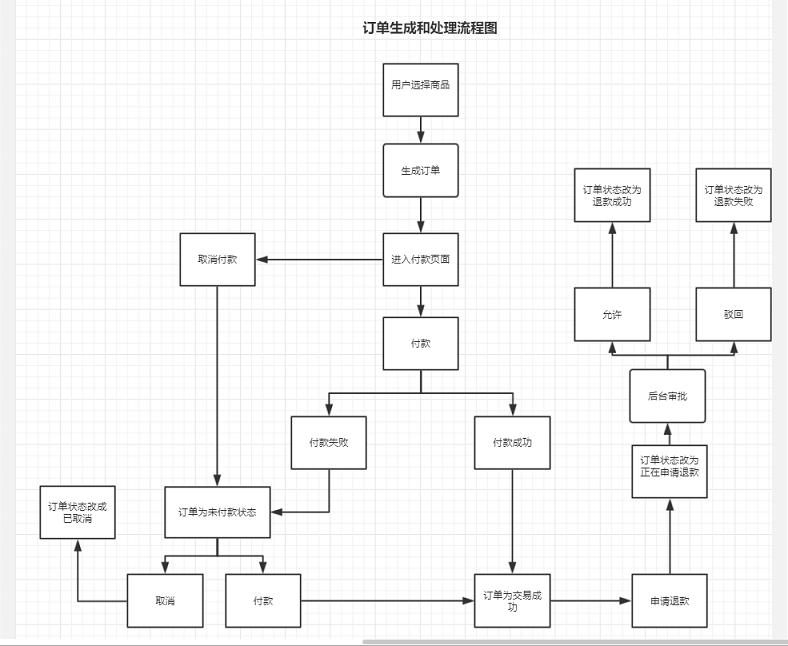 订单生成和处理流程图
用户选择商品
生成订单
订单状态改为
退款成功
订单状态改为
退款失败
取消付款
进入付款页面
允许
驳回
付款
后台审批
付款失败
付款成功
订单状态改为
正在申请退款
订单状态改成
已取消
订单为未付款状态
取消
付款
订单为交易成
功
申请退款